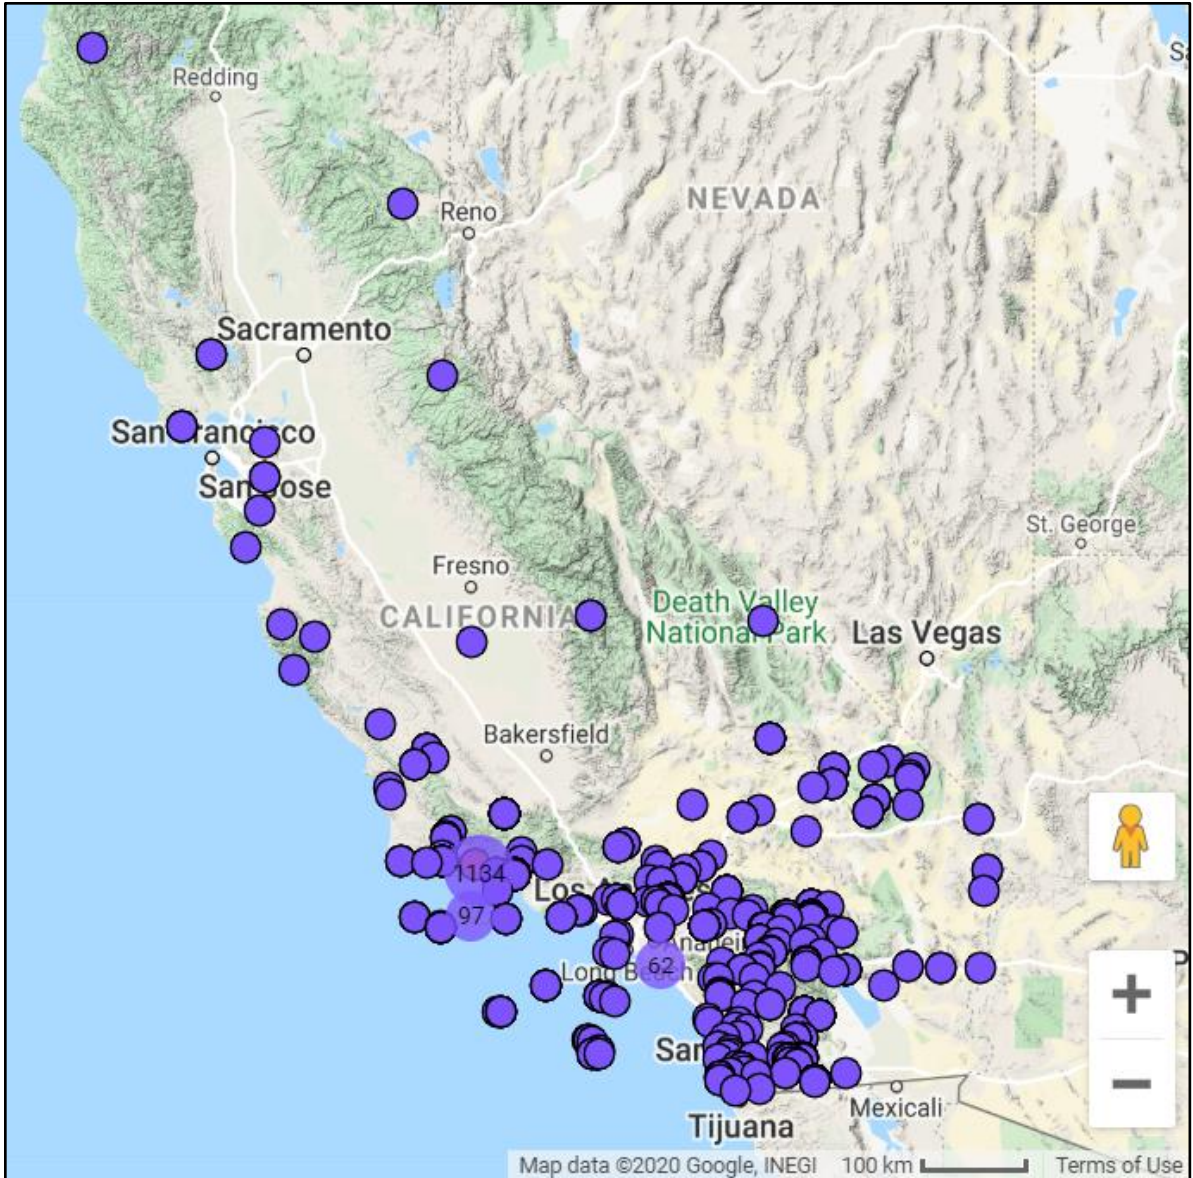 Redding
Reno
NEVADA
Sacramento
San Francisco
San Jose
St. George
Fresno
CALIFORNIA
Death Valley
National Park
Las Vegas
Bakersfield
1134
Los
97
62
Long Beach
San
Mexicali
Tijuana
Map data ©2020 Google, INEGI 100 km Terms of Use